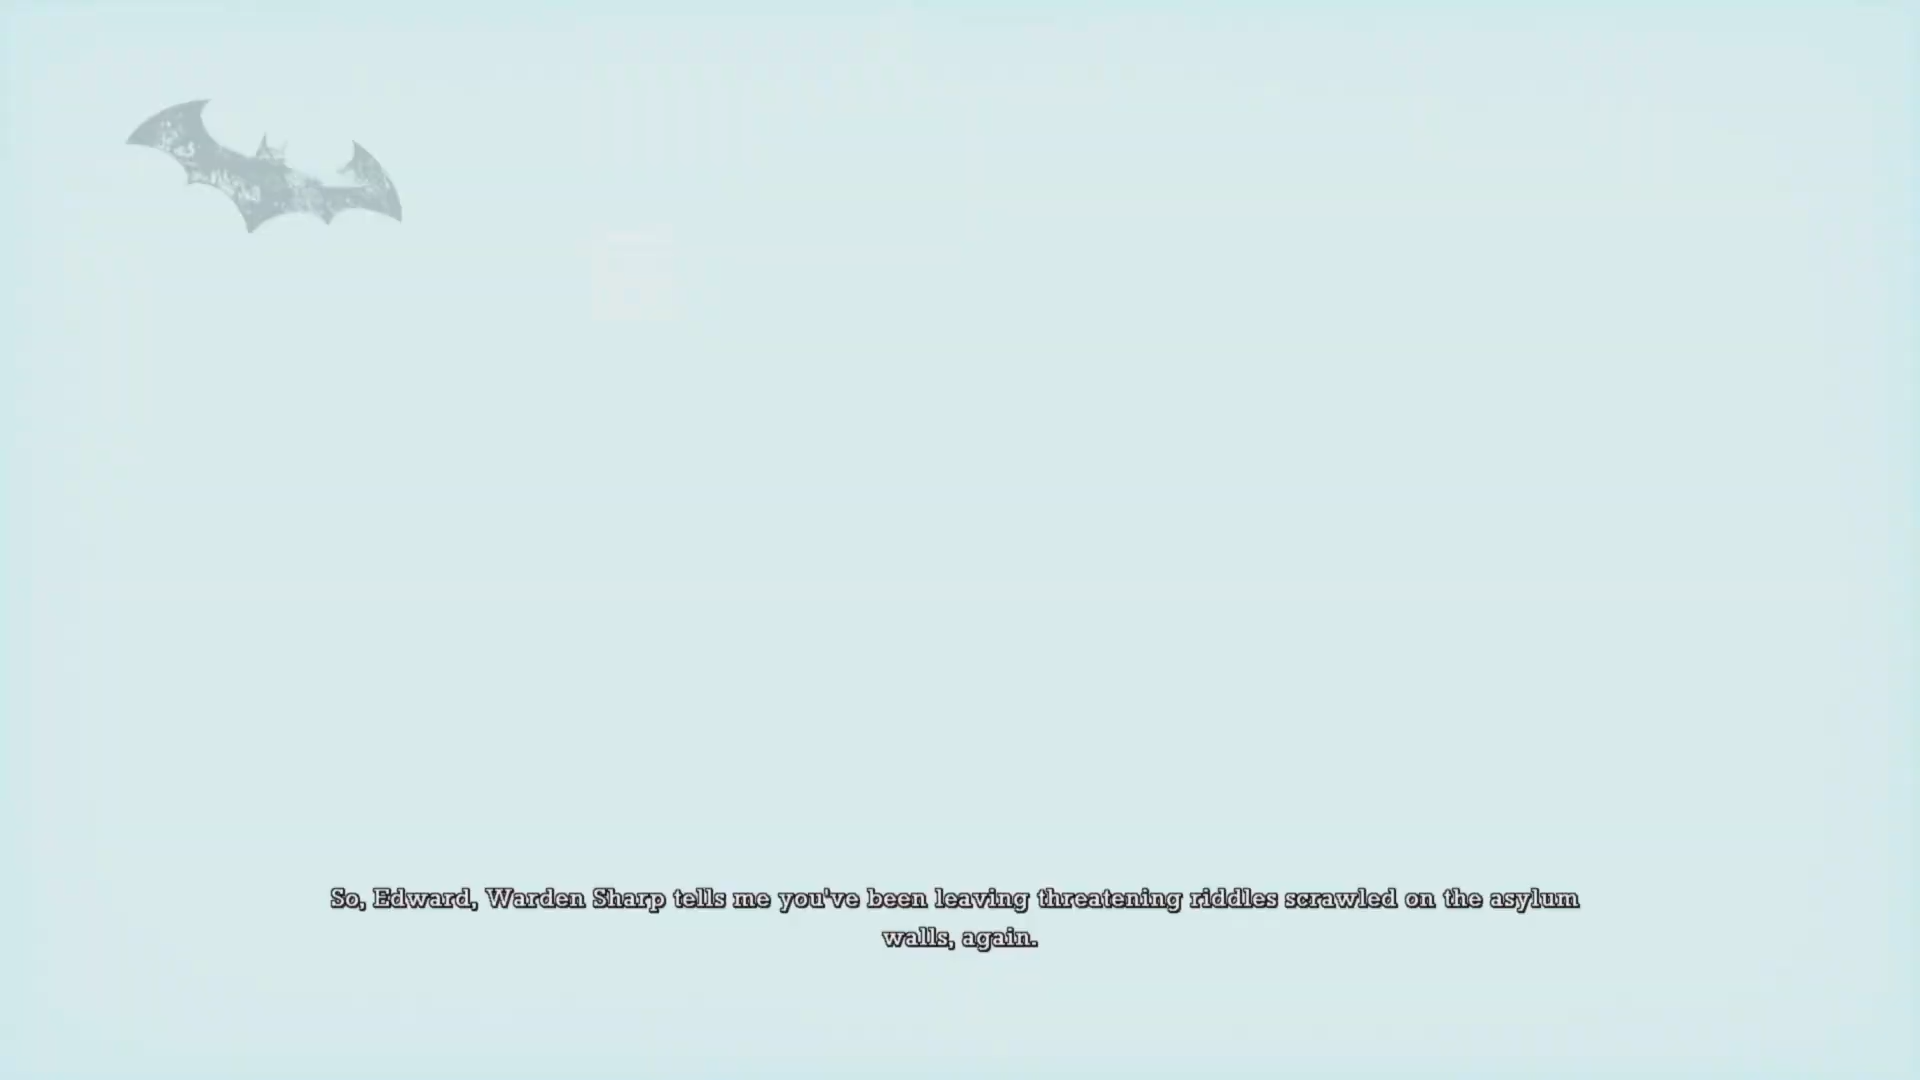 So, Edward, Warden Sharp tells me you've been leaving threatening riddles scrawled on the asylum
walls, again.